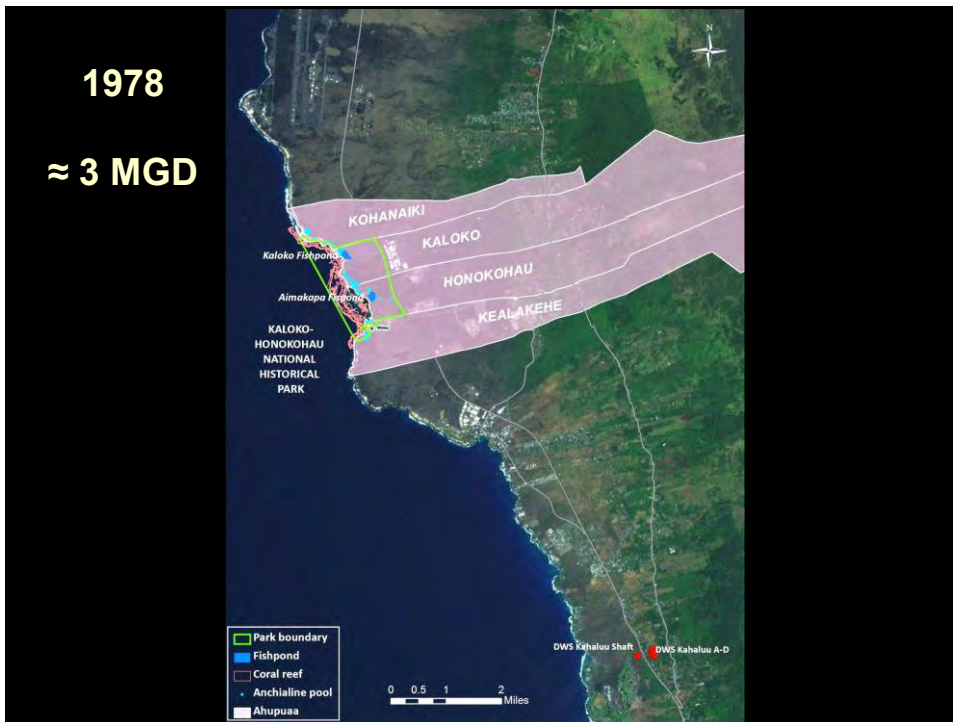 1978
≈ 3 MGD
N
KOHANAIKI
KALOKO
Kaloko Fishpond
HONOKOHAU
Aimakapa Fispond
KEALAKEHE
KALOKO-
HONOKOHAU
NATIONAL
HISTORICAL
PARK
DWS Kahaluu Shaft
DWS Kahaluu A-D
Park boundary
Fishpond
Coral reef
Anchialine pool
Ahupuaa
0 0.5 1 2
Miles